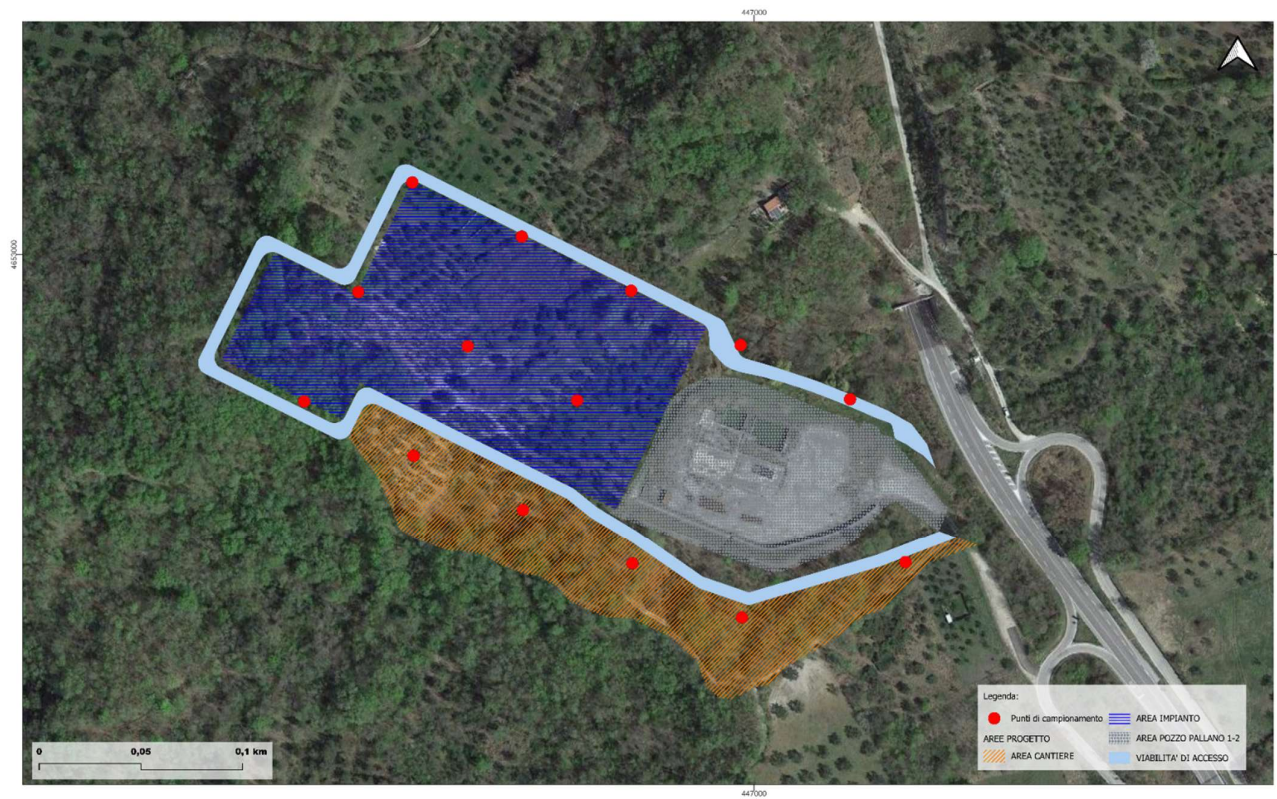 447000
4653000
Legenda:
Punti di campionamento
AREE PROGETTO
AREA CANTIERE
AREA IMPIANTO
AREA POZZO PALLANO 1-2
VIABILITA' DI ACCESSO
0 0,05 0,1 km
447000